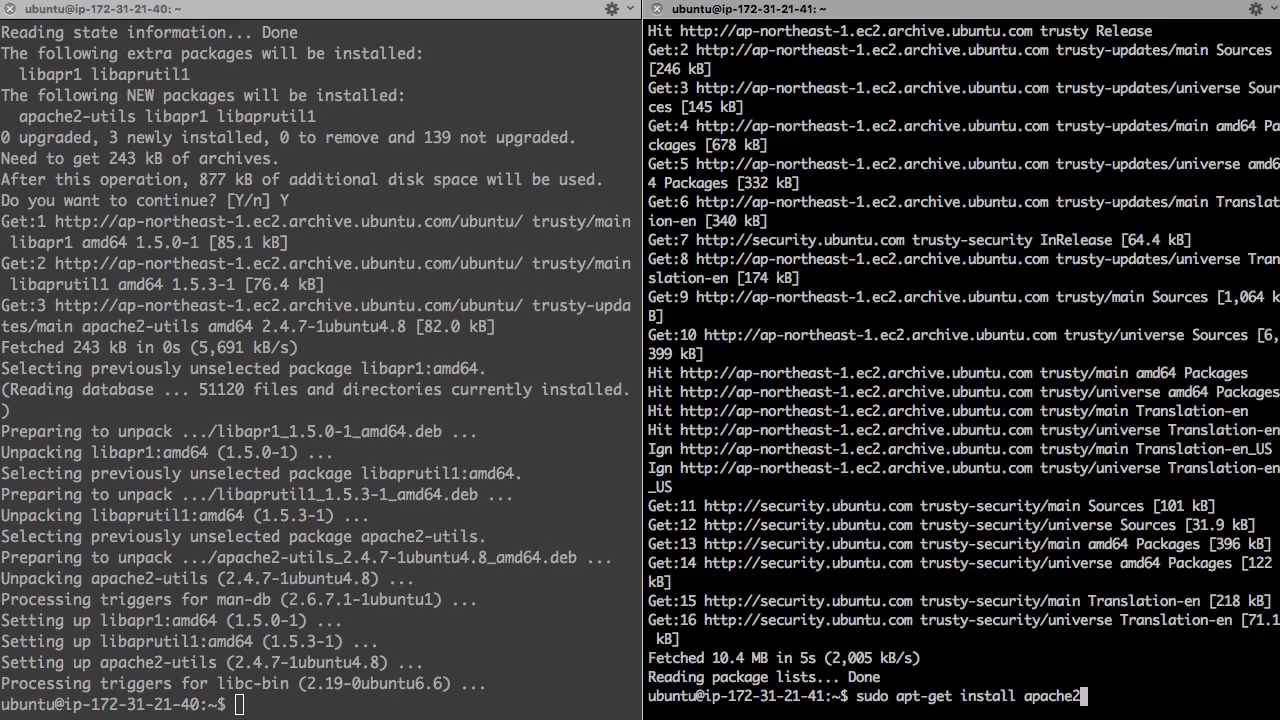 ubuntu@ip-172-31-21-40: ~
Reading state information... Done
The following extra packages will be installed:
  libapr1 libaprutil1
The following NEW packages will be installed:
  apache2-utils libapr1 libaprutil1
0 upgraded, 3 newly installed, 0 to remove and 139 not upgraded.
Need to get 243 kB of archives.
After this operation, 877 kB of additional disk space will be used.
Do you want to continue? [Y/n] Y
Get:1 http://ap-northeast-1.ec2.archive.ubuntu.com/ubuntu/ trusty/main
 libapr1 amd64 1.5.0-1 [85.1 kB]
Get:2 http://ap-northeast-1.ec2.archive.ubuntu.com/ubuntu/ trusty/main
 libaprutil1 amd64 1.5.3-1 [76.4 kB]
Get:3 http://ap-northeast-1.ec2.archive.ubuntu.com/ubuntu/ trusty-upda
tes/main apache2-utils amd64 2.4.7-1ubuntu4.8 [82.0 kB]
Fetched 243 kB in 0s (5,691 kB/s)
Selecting previously unselected package libapr1:amd64.
(Reading database ... 51120 files and directories currently installed.
)
Preparing to unpack .../libapr1_1.5.0-1_amd64.deb ...
Unpacking libapr1:amd64 (1.5.0-1) ...
Selecting previously unselected package libaprutil1:amd64.
Preparing to unpack .../libaprutil1_1.5.3-1_amd64.deb ...
Unpacking libaprutil1:amd64 (1.5.3-1) ...
Selecting previously unselected package apache2-utils.
Preparing to unpack .../apache2-utils_2.4.7-1ubuntu4.8_amd64.deb ...
Unpacking apache2-utils (2.4.7-1ubuntu4.8) ...
Processing triggers for man-db (2.6.7.1-1ubuntu1) ...
Setting up libapr1:amd64 (1.5.0-1) ...
Setting up libaprutil1:amd64 (1.5.3-1) ...
Setting up apache2-utils (2.4.7-1ubuntu4.8) ...
Processing triggers for libc-bin (2.19-0ubuntu6.6) ...
ubuntu@ip-172-31-21-40:~$
ubuntu@ip-172-31-21-41: ~
Hit http://ap-northeast-1.ec2.archive.ubuntu.com trusty Release
Get:2 http://ap-northeast-1.ec2.archive.ubuntu.com trusty-updates/main Sources
[246 kB]
Get:3 http://ap-northeast-1.ec2.archive.ubuntu.com trusty-updates/universe Sour
ces [145 kB]
Get:4 http://ap-northeast-1.ec2.archive.ubuntu.com trusty-updates/main amd64 Pa
ckages [678 kB]
Get:5 http://ap-northeast-1.ec2.archive.ubuntu.com trusty-updates/universe amd6
4 Packages [332 kB]
Get:6 http://ap-northeast-1.ec2.archive.ubuntu.com trusty-updates/main Translat
ion-en [340 kB]
Get:7 http://security.ubuntu.com trusty-security InRelease [64.4 kB]
Get:8 http://ap-northeast-1.ec2.archive.ubuntu.com trusty-updates/universe Tran
slation-en [174 kB]
Get:9 http://ap-northeast-1.ec2.archive.ubuntu.com trusty/main Sources [1,064 k
B]
Get:10 http://ap-northeast-1.ec2.archive.ubuntu.com trusty/universe Sources [6,
399 kB]
Hit http://ap-northeast-1.ec2.archive.ubuntu.com trusty/main amd64 Packages
Hit http://ap-northeast-1.ec2.archive.ubuntu.com trusty/universe amd64 Packages
Hit http://ap-northeast-1.ec2.archive.ubuntu.com trusty/main Translation-en
Hit http://ap-northeast-1.ec2.archive.ubuntu.com trusty/universe Translation-en
Ign http://ap-northeast-1.ec2.archive.ubuntu.com trusty/main Translation-en_US
Ign http://ap-northeast-1.ec2.archive.ubuntu.com trusty/universe Translation-en
_US
Get:11 http://security.ubuntu.com trusty-security/main Sources [101 kB]
Get:12 http://security.ubuntu.com trusty-security/universe Sources [31.9 kB]
Get:13 http://security.ubuntu.com trusty-security/main amd64 Packages [396 kB]
Get:14 http://security.ubuntu.com trusty-security/universe amd64 Packages [122
kB]
Get:15 http://security.ubuntu.com trusty-security/main Translation-en [218 kB]
Get:16 http://security.ubuntu.com trusty-security/universe Translation-en [71.1
 kB]
Fetched 10.4 MB in 5s (2,005 kB/s)
Reading package lists... Done
ubuntu@ip-172-31-21-41:~$ sudo apt-get install apache2